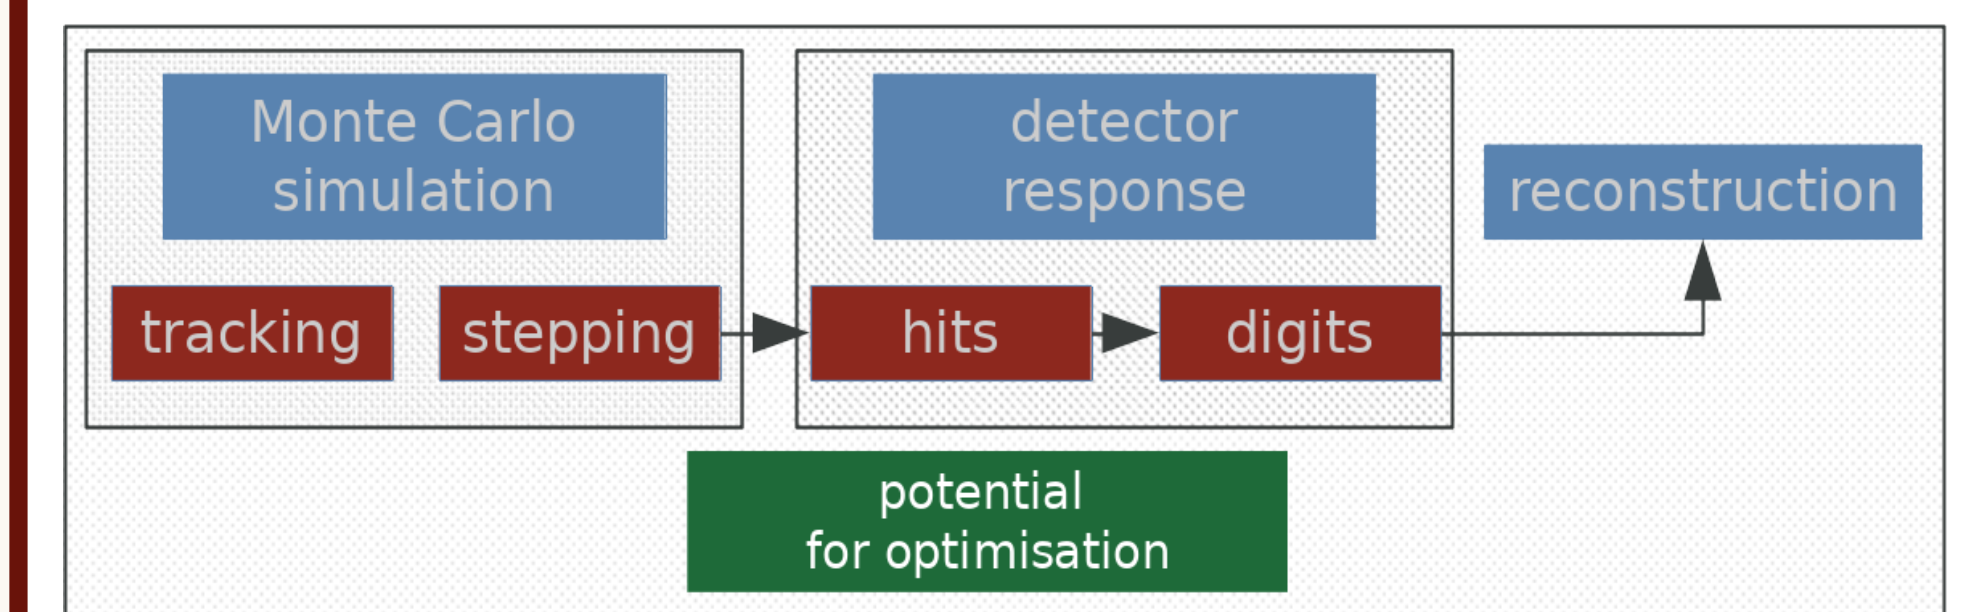 Monte Carlo
simulation
detector
response
reconstruction
tracking
stepping
hits
digits
potential
for optimisation